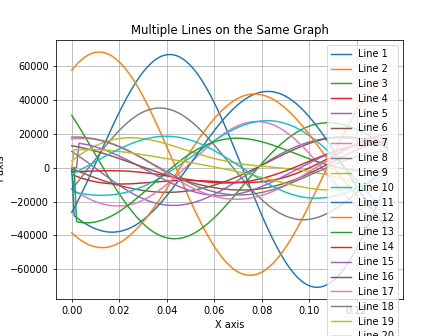 Multiple Lines on the Same Graph
60000
40000
20000
0
−20000
−40000
−60000
0.00
0.02
0.04
0.06
0.08
0.10
X axis
Line 1
Line 2
Line 3
Line 4
Line 5
Line 7
Line 8
Line 9
Line 10
Line 11
Line 12
Line 13
Line 14
Line 15
Line 16
Line 17
Line 18
Line 19
Line 20